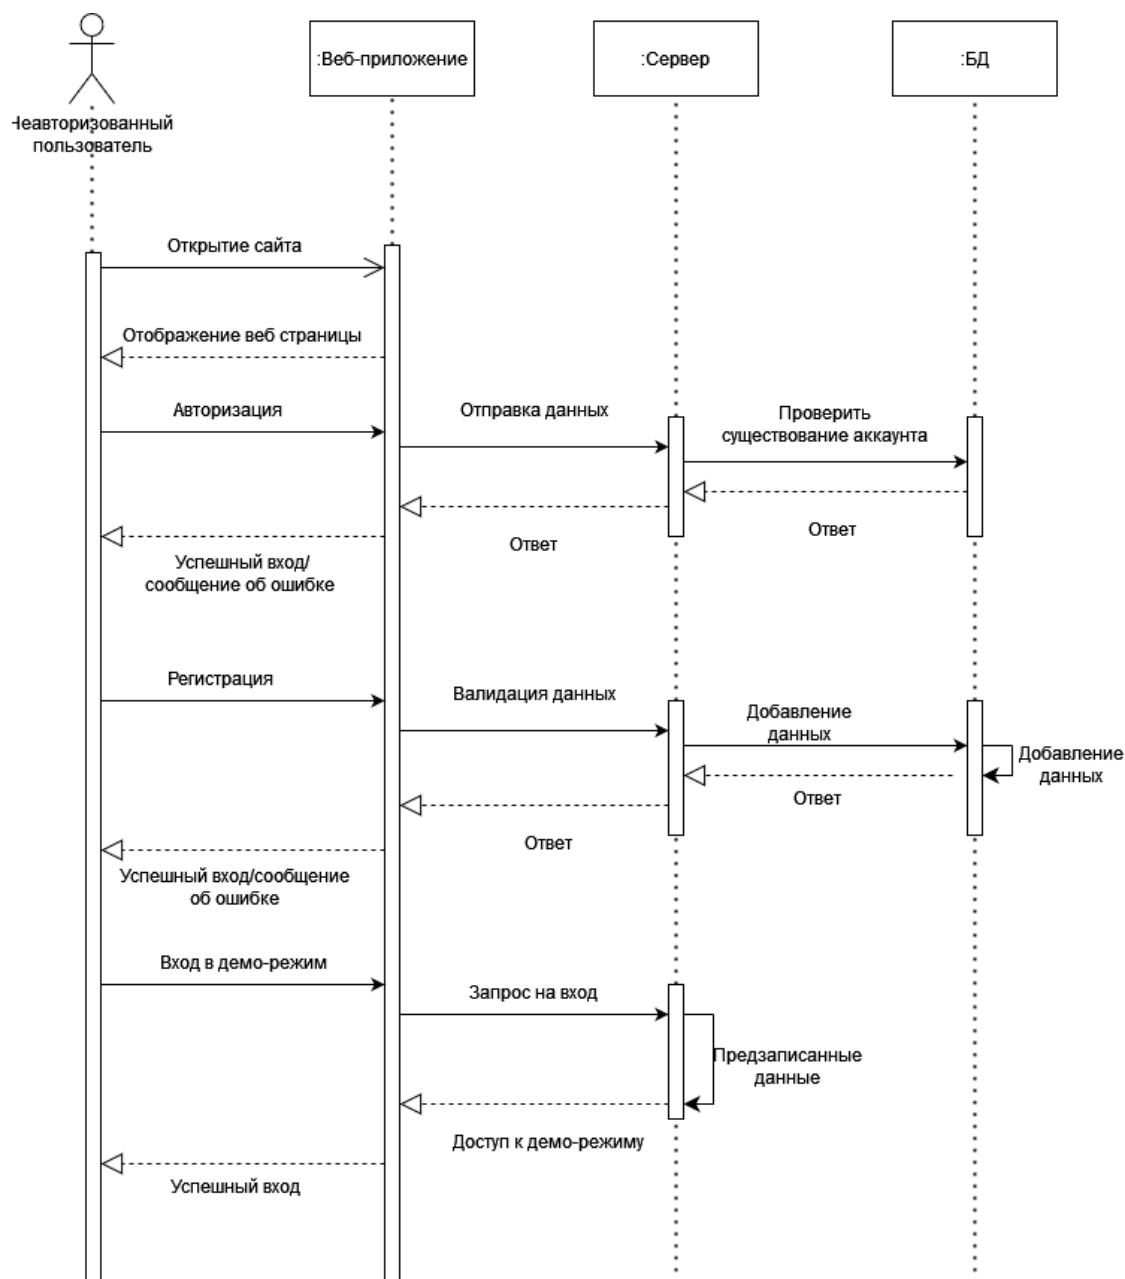 :Веб-приложение
:Сервер
:БД
Неавторизованный
пользователь
Открытие сайта
Отображение веб страницы
Авторизация
Отправка данных
Проверить
существование аккаунта
Ответ
Ответ
Успешный вход/
сообщение об ошибке
Регистрация
Валидация данных
Добавление
данных
Добавление
данных
Ответ
Ответ
Успешный вход/сообщение
об ошибке
Вход в демо-режим
Запрос на вход
Предзаписанные
данные
Доступ к демо-режиму
Успешный вход